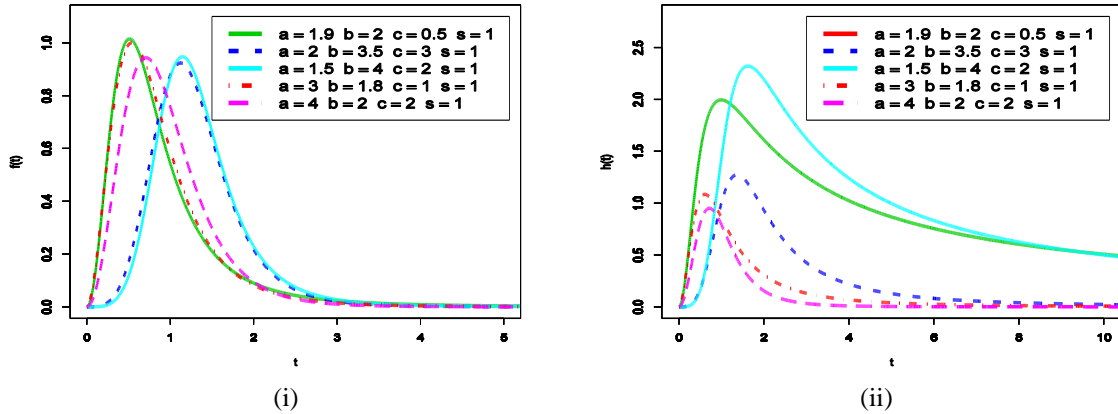 f(t)
1.0
0.8
0.6
0.4
0.2
0.0
0 1 2 3 4 5
t
a = 1.9 b = 2 c = 0.5 s = 1
a = 2 b = 3.5 c = 3 s = 1
a = 1.5 b = 4 c = 2 s = 1
a = 3 b = 1.8 c = 1 s = 1
a = 4 b = 2 c = 2 s = 1
(i)
h(t)
2.5
2.0
1.5
1.0
0.5
0.0
0 2 4 6 8 10
t
a = 1.9 b = 2 c = 0.5 s = 1
a = 2 b = 3.5 c = 3 s = 1
a = 1.5 b = 4 c = 2 s = 1
a = 3 b = 1.8 c = 1 s = 1
a = 4 b = 2 c = 2 s = 1
(ii)